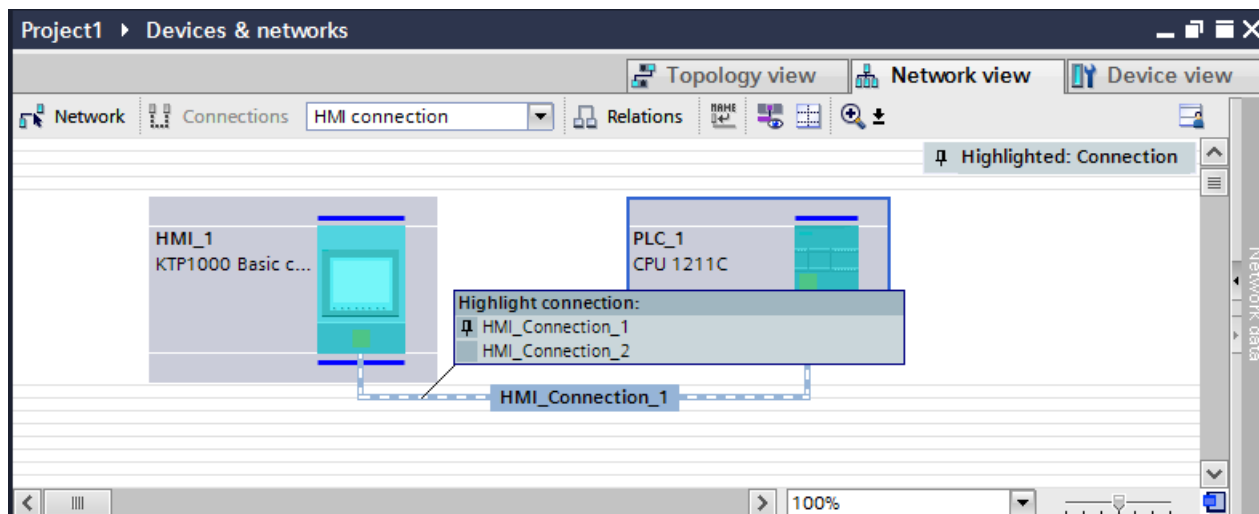 Project1 ▸ Devices & networks
Topology view
Network view
Device view
Network
Connections
HMI connection
Relations
NAME
Highlighted: Connection
HMI_1
KTP1000 Basic c...
PLC_1
CPU 1211C
Highlight connection:
HMI_Connection_1
HMI_Connection_2
HMI_Connection_1
Network data
100%